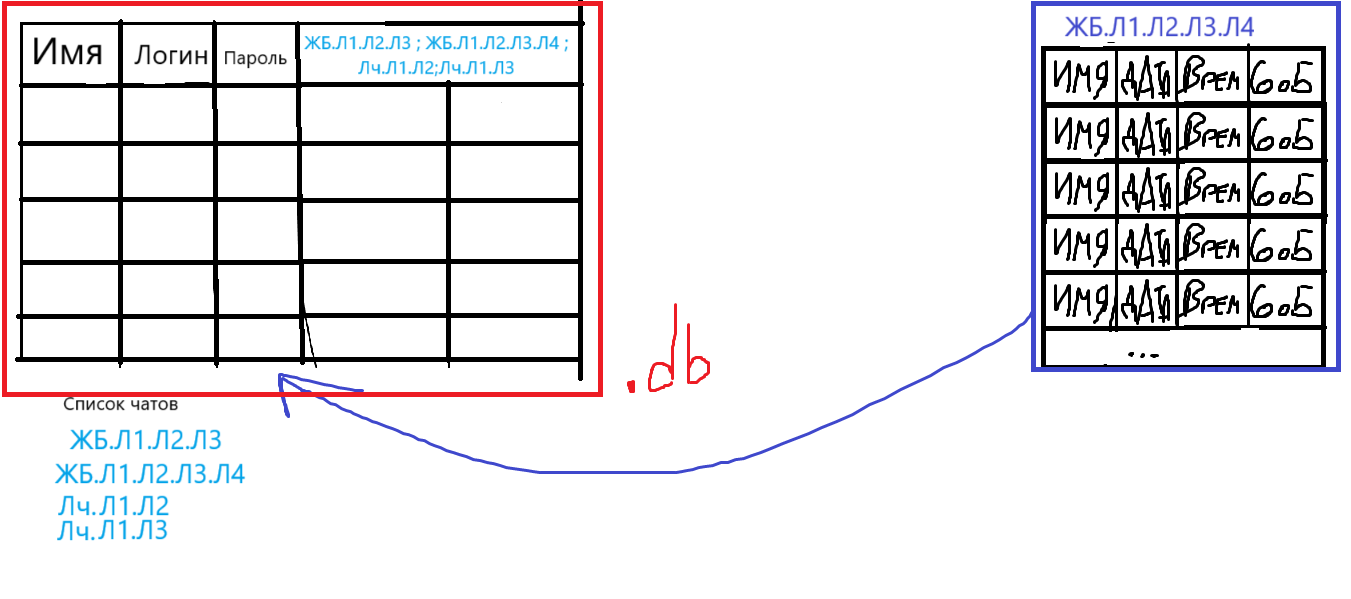 Имя Логин Пароль ЖБ.Л1.Л2.Л3 ; ЖБ.Л1.Л2.Л3.Л4 ;
Лч.Л1.Л2;Лч.Л1.Л3
.db
Список чатов
ЖБ.Л1.Л2.Л3
ЖБ.Л1.Л2.Л3.Л4
Лч.Л1.Л2
Лч.Л1.Л3
ЖБ.Л1.Л2.Л3.Л4
ИМЯ ДАТА ВРЕМ СооБ
ИМЯ ДАТА ВРЕМ СооБ
ИМЯ ДАТА ВРЕМ СооБ
ИМЯ ДАТА ВРЕМ СооБ
ИМЯ ДАТА ВРЕМ СооБ
...